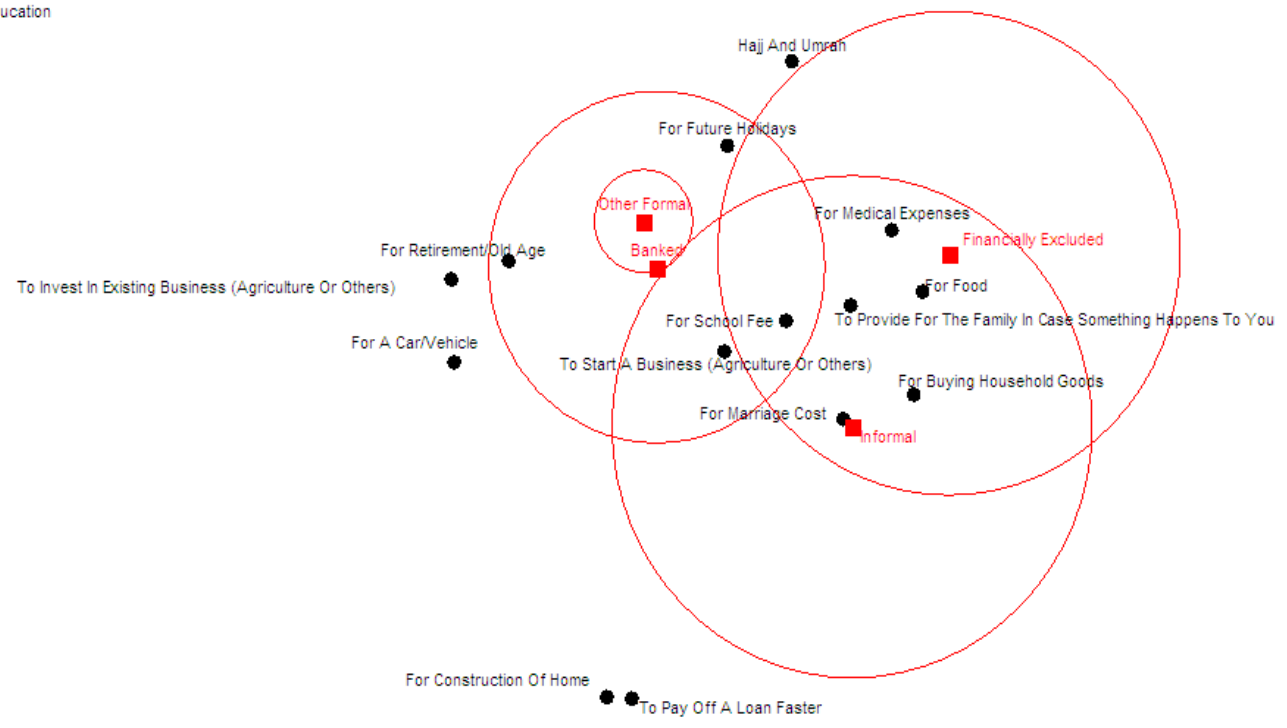 ucation
Hajj And Umrah
For Future Holidays
Other Formal
For Medical Expenses
Financially Excluded
For Retirement/Old Age
Banked
To Invest In Existing Business (Agriculture Or Others)
For Food
For School Fee
To Provide For The Family In Case Something Happens To You
For A Car/Vehicle
To Start A Business (Agriculture Or Others)
For Buying Household Goods
For Marriage Cost
Informal
For Construction Of Home
To Pay Off A Loan Faster